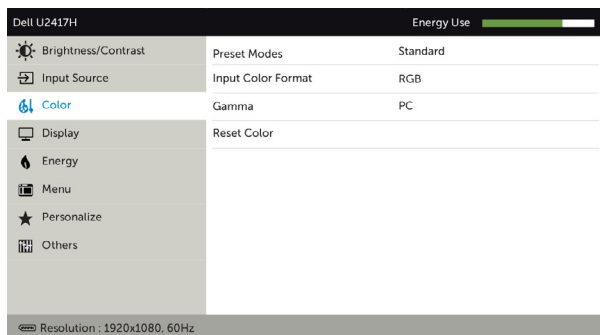 Dell U2417H Energy Use
Brightness/Contrast
Preset Modes Standard
Input Source
Input Color Format RGB
Color
Gamma PC
Display
Reset Color
Energy
Menu
Personalize
Others
Resolution : 1920x1080, 60Hz